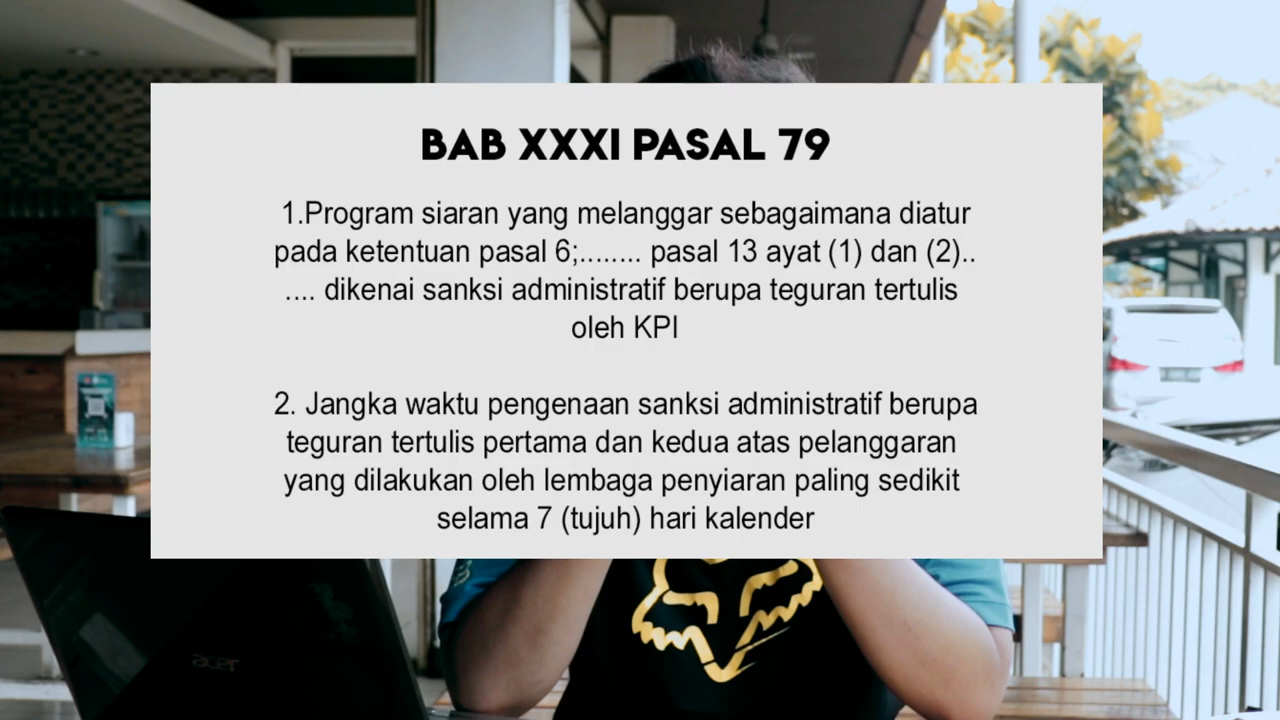 BAB XXXI PASAL 79
1.Program siaran yang melanggar sebagaimana diatur
pada ketentuan pasal 6;........ pasal 13 ayat (1) dan (2)..
.... dikenai sanksi administratif berupa teguran tertulis
oleh KPI
2. Jangka waktu pengenaan sanksi administratif berupa
teguran tertulis pertama dan kedua atas pelanggaran
yang dilakukan oleh lembaga penyiaran paling sedikit
selama 7 (tujuh) hari kalender
acer